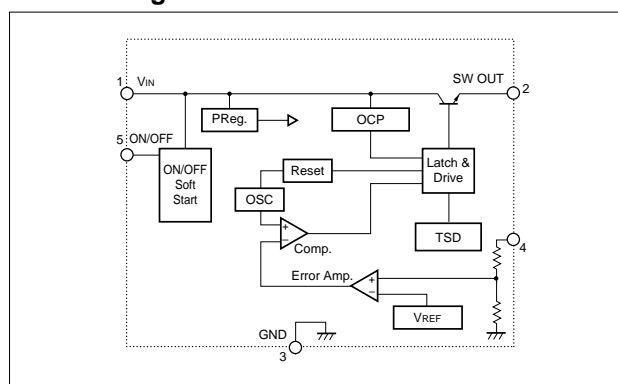 g
1 VIN
SW OUT 2
PReg.
OCP
5 ON/OFF
ON/OFF
Soft
Start
Reset
Latch &
Drive
OSC
+
−
Comp.
TSD
4
Error Amp.
+
−
VREF
GND
3